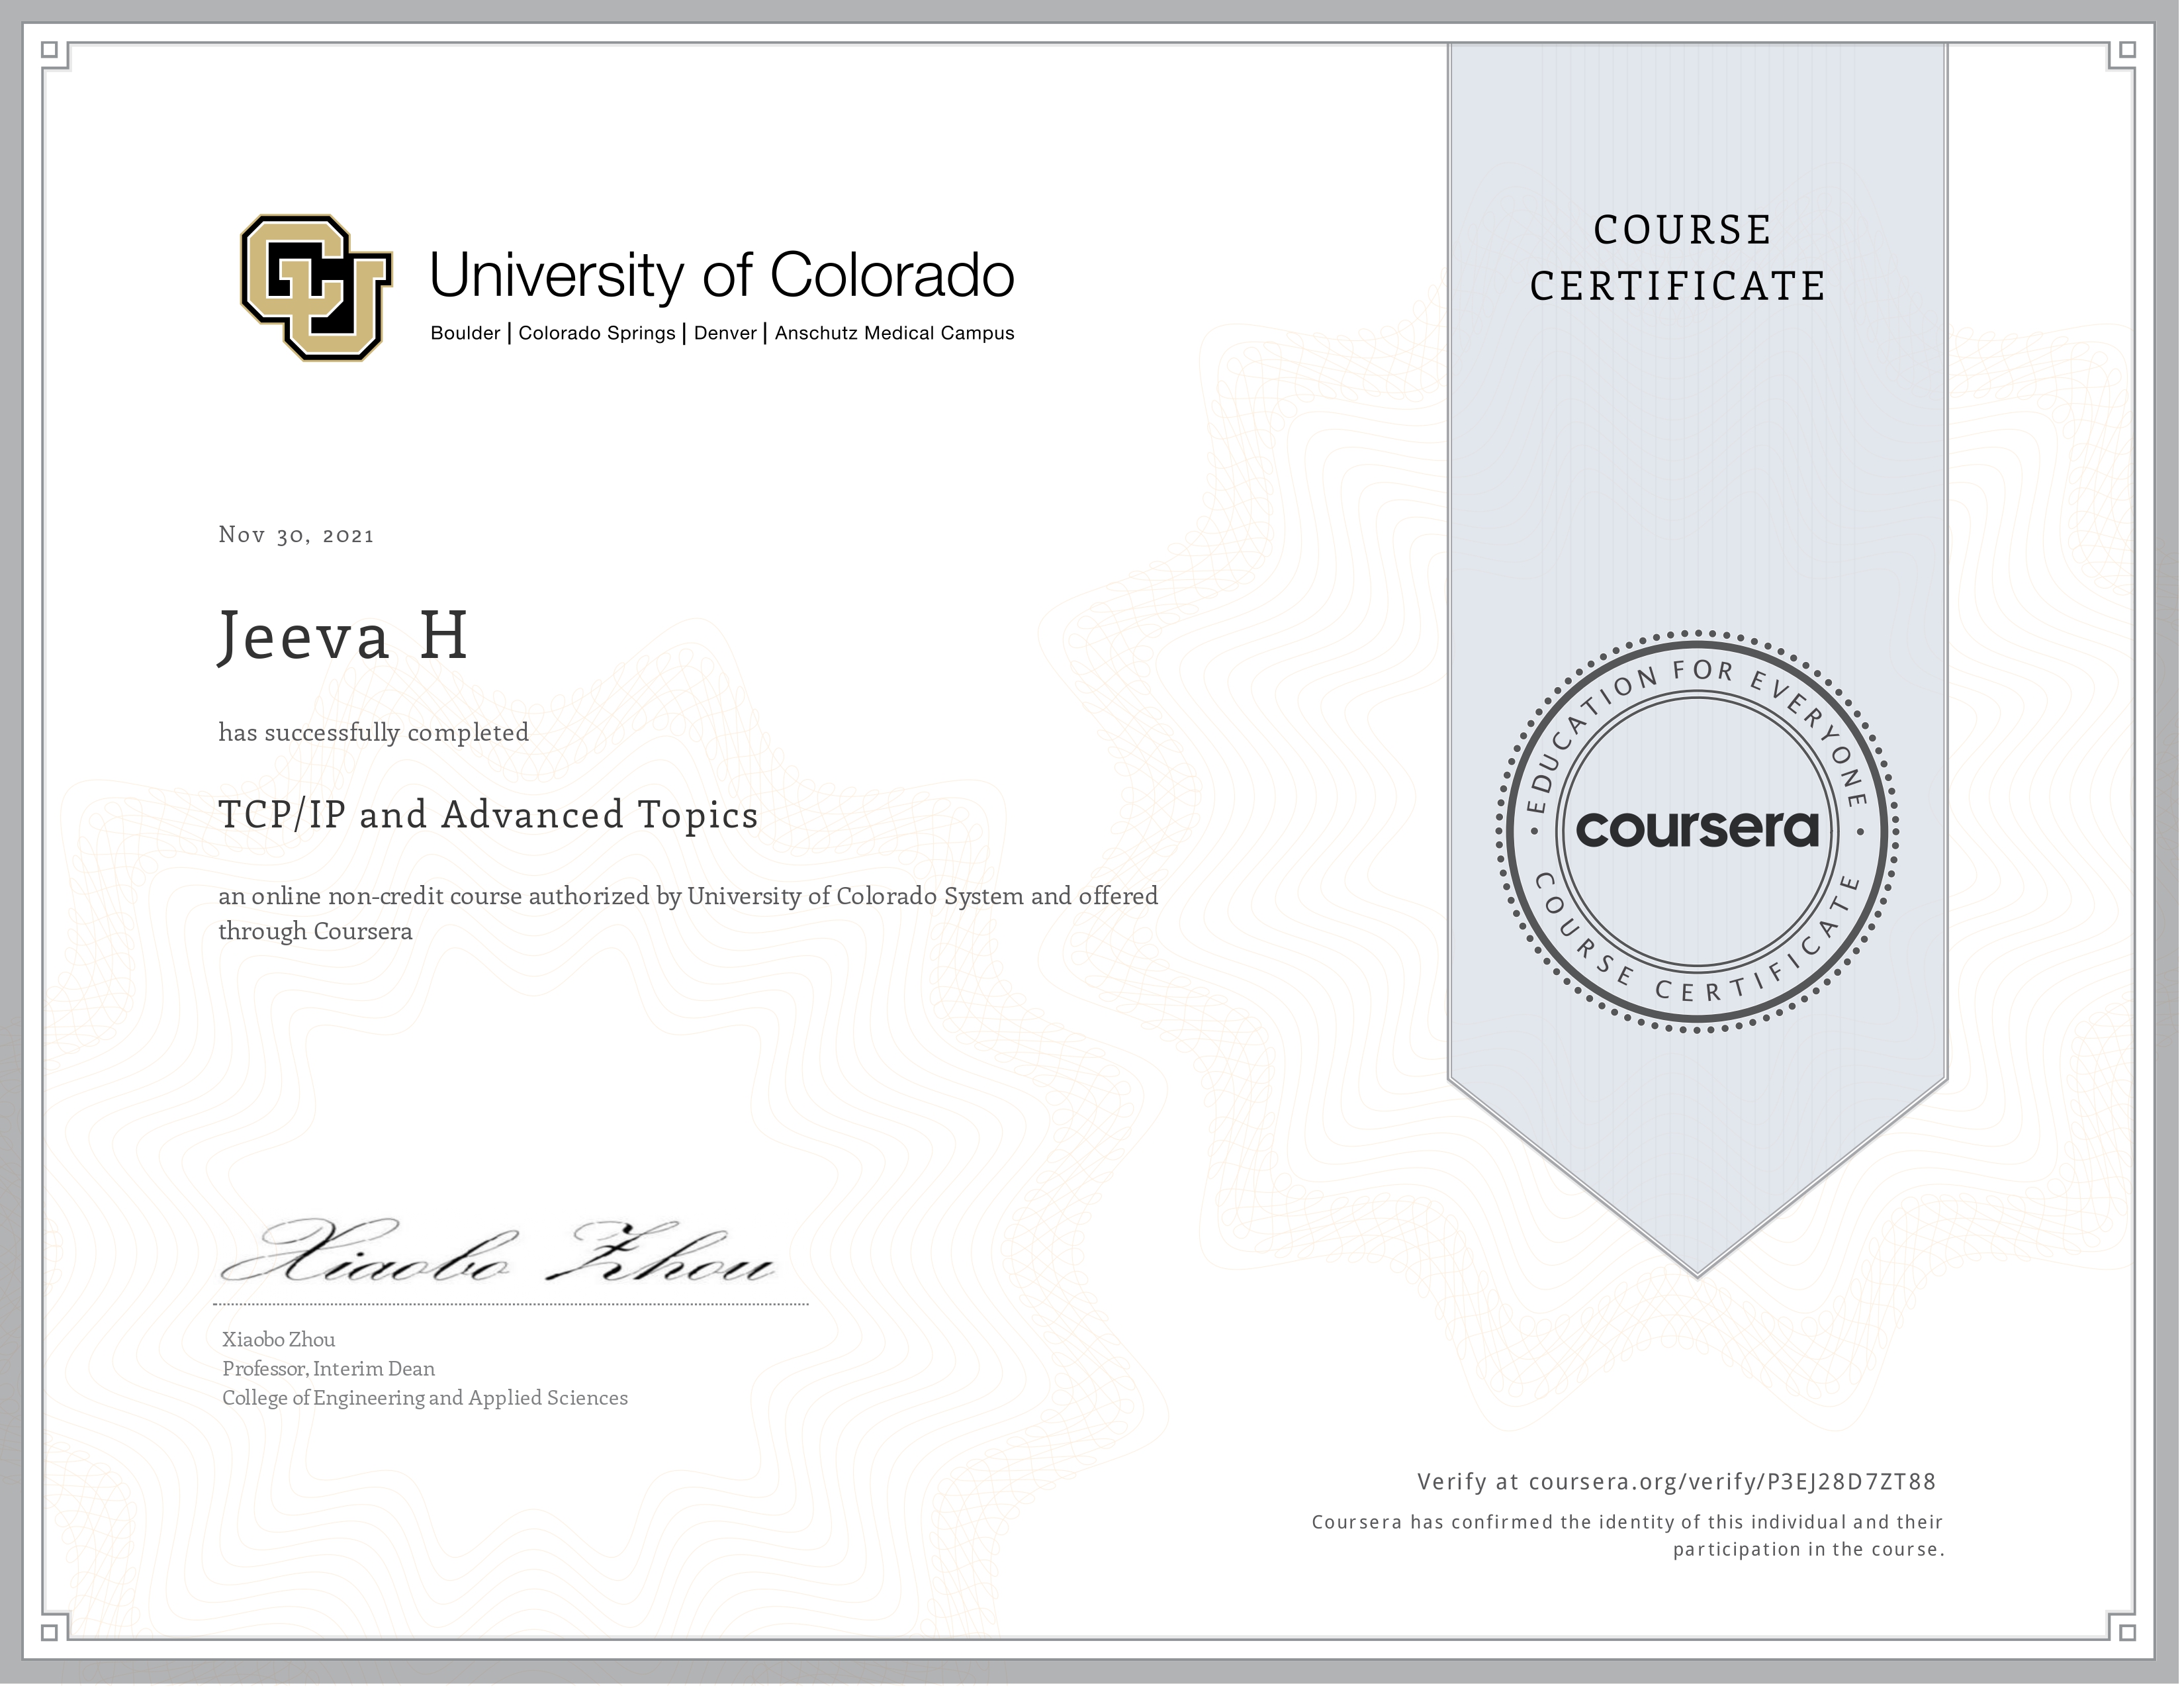 CU
University of Colorado
Boulder | Colorado Springs | Denver | Anschutz Medical Campus
COURSE
CERTIFICATE
Nov 30, 2021
Jeeva H
has successfully completed
TCP/IP and Advanced Topics
an online non-credit course authorized by University of Colorado System and offered
through Coursera
EDUCATION FOR EVERYONE
coursera
COURSE CERTIFICATE
Xiaobo Zhou
Xiaobo Zhou
Professor, Interim Dean
College of Engineering and Applied Sciences
Verify at coursera.org/verify/P3EJ28D7ZT88
Coursera has confirmed the identity of this individual and their
participation in the course.